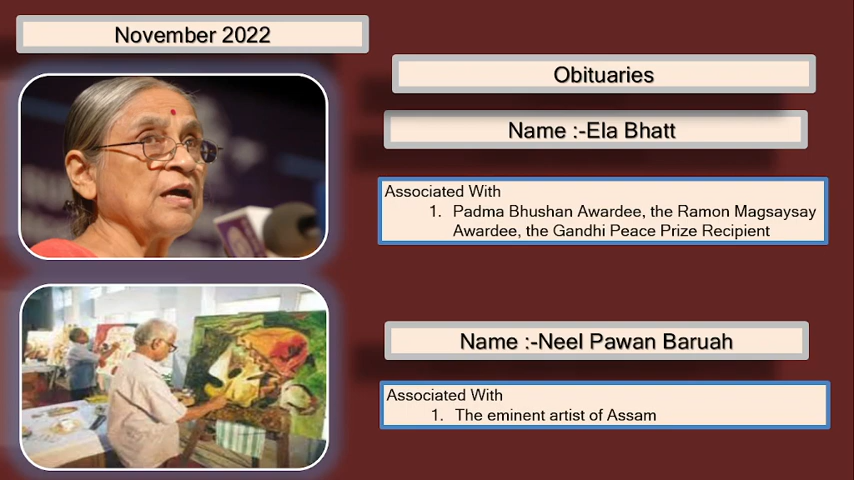 November 2022
Obituaries
Name :-Ela Bhatt
Associated With
1. Padma Bhushan Awardee, the Ramon Magsaysay
Awardee, the Gandhi Peace Prize Recipient
Name :-Neel Pawan Baruah
Associated With
1. The eminent artist of Assam